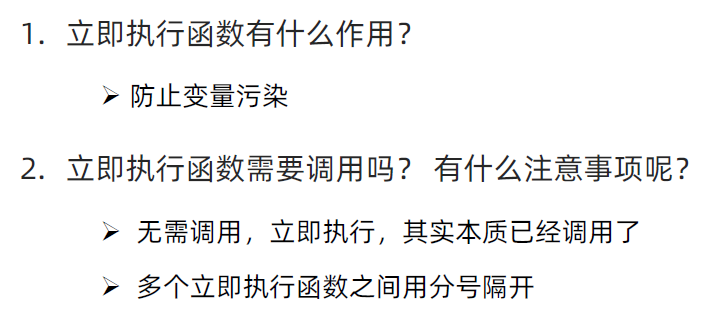 1. 立即执行函数有什么作用？
➢ 防止变量污染
2. 立即执行函数需要调用吗？ 有什么注意事项呢？
➢ 无需调用，立即执行，其实本质已经调用了
➢ 多个立即执行函数之间用分号隔开